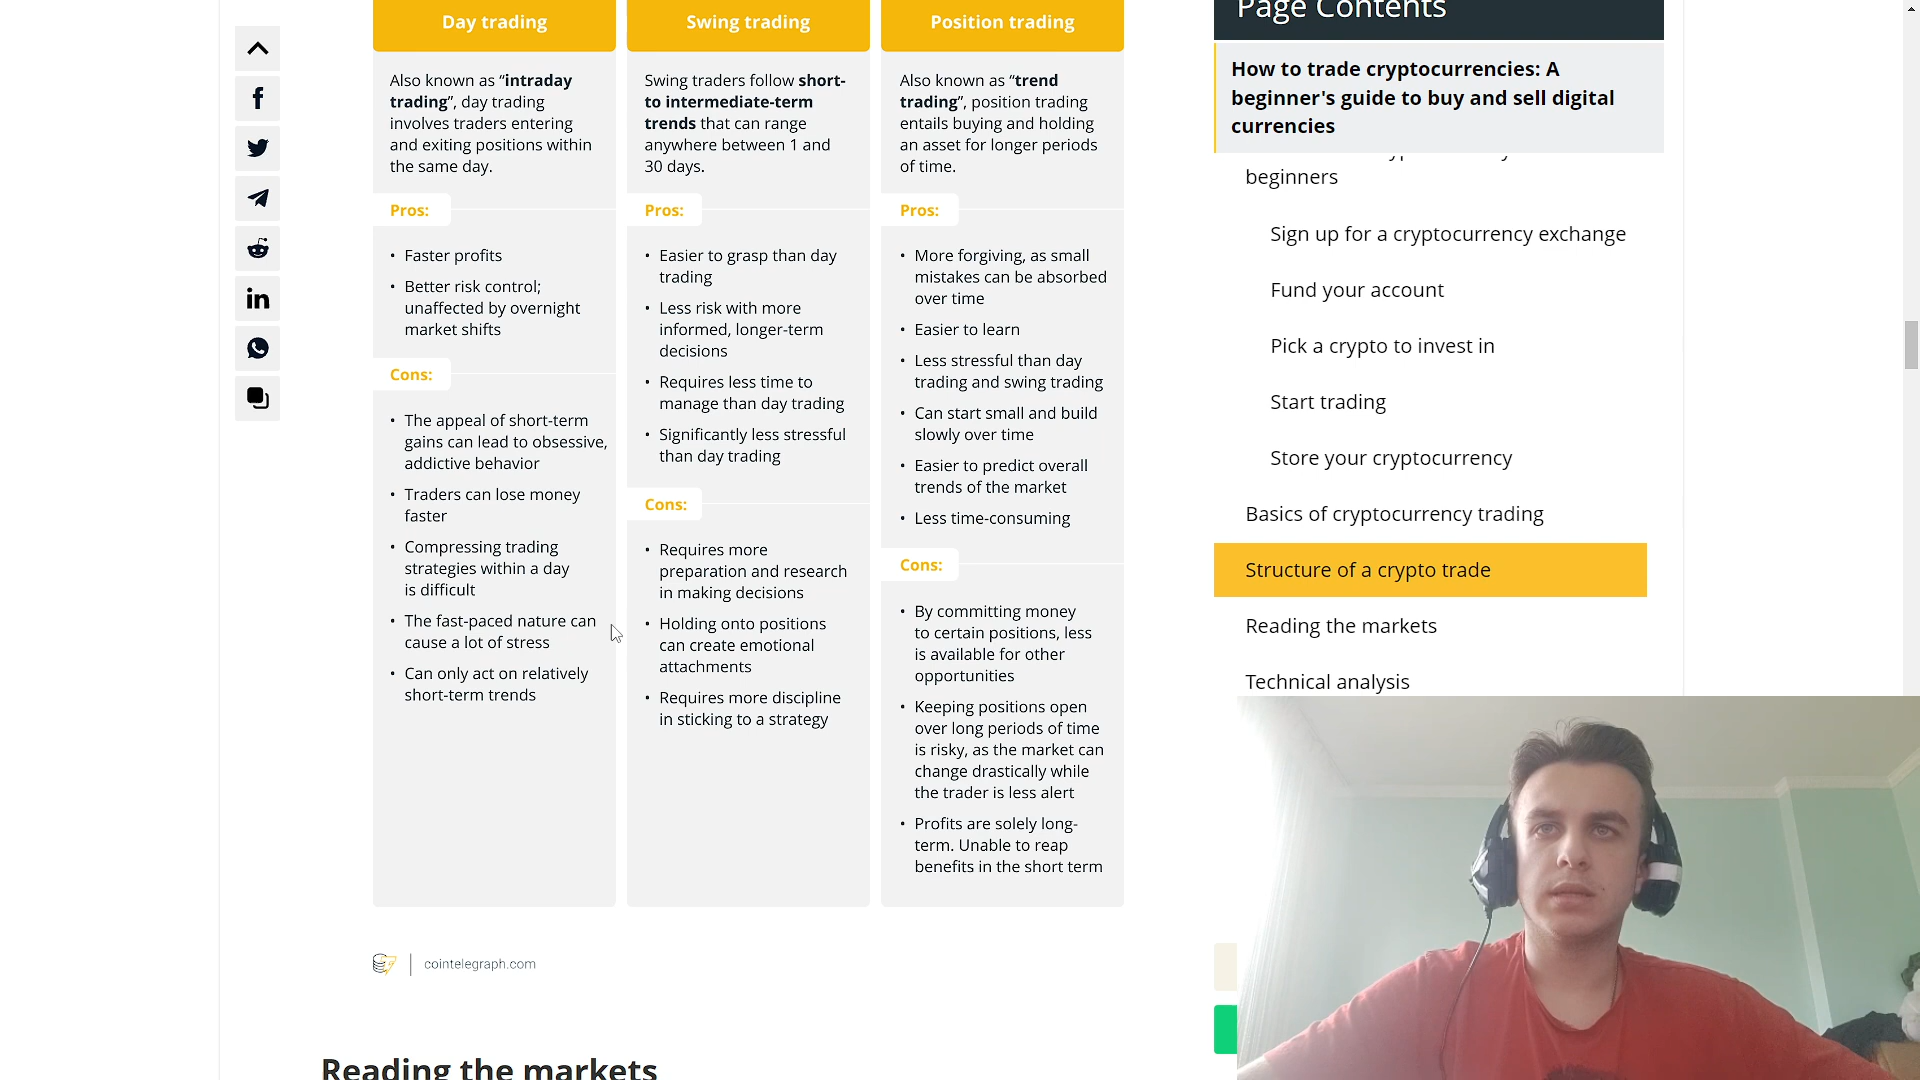 Day trading
Also known as “intraday
trading”, day trading
involves traders entering
and exiting positions within
the same day.
Pros:
• Faster profits
• Better risk control;
unaffected by overnight
market shifts
Cons:
• The appeal of short-term
gains can lead to obsessive,
addictive behavior
• Traders can lose money
faster
• Compressing trading
strategies within a day
is difficult
• The fast-paced nature can
cause a lot of stress
• Can only act on relatively
short-term trends
Swing trading
Swing traders follow short-
to intermediate-term
trends that can range
anywhere between 1 and
30 days.
Pros:
• Easier to grasp than day
trading
• Less risk with more
informed, longer-term
decisions
• Requires less time to
manage than day trading
• Significantly less stressful
than day trading
Cons:
• Requires more
preparation and research
in making decisions
• Holding onto positions
can create emotional
attachments
• Requires more discipline
in sticking to a strategy
Position trading
Also known as “trend
trading”, position trading
entails buying and holding
an asset for longer periods
of time.
Pros:
• More forgiving, as small
mistakes can be absorbed
over time
• Easier to learn
• Less stressful than day
trading and swing trading
• Can start small and build
slowly over time
• Easier to predict overall
trends of the market
• Less time-consuming
Cons:
• By committing money
to certain positions, less
is available for other
opportunities
• Keeping positions open
over long periods of time
is risky, as the market can
change drastically while
the trader is less alert
• Profits are solely long-
term. Unable to reap
benefits in the short term
cointelegraph.com
Reading the markets
Page Contents
How to trade cryptocurrencies: A
beginner's guide to buy and sell digital
currencies
beginners
Sign up for a cryptocurrency exchange
Fund your account
Pick a crypto to invest in
Start trading
Store your cryptocurrency
Basics of cryptocurrency trading
Structure of a crypto trade
Reading the markets
Technical analysis